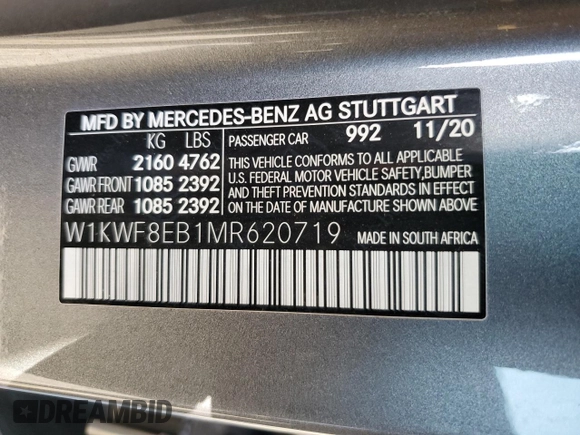 MFD BY MERCEDES-BENZ AG STUTTGART
KG LBS PASSENGER CAR 992 11/20
GVWR 2160 4762 THIS VEHICLE CONFORMS TO ALL APPLICABLE
U.S. FEDERAL MOTOR VEHICLE SAFETY,BUMPER
GAWR FRONT 1085 2392 AND THEFT PREVENTION STANDARDS IN EFFECT
GAWR REAR 1085 2392 ON THE DATE OF MANUFACTURE SHOWN ABOVE
W1KWF8EB1MR620719 MADE IN SOUTH AFRICA
DREAMBID